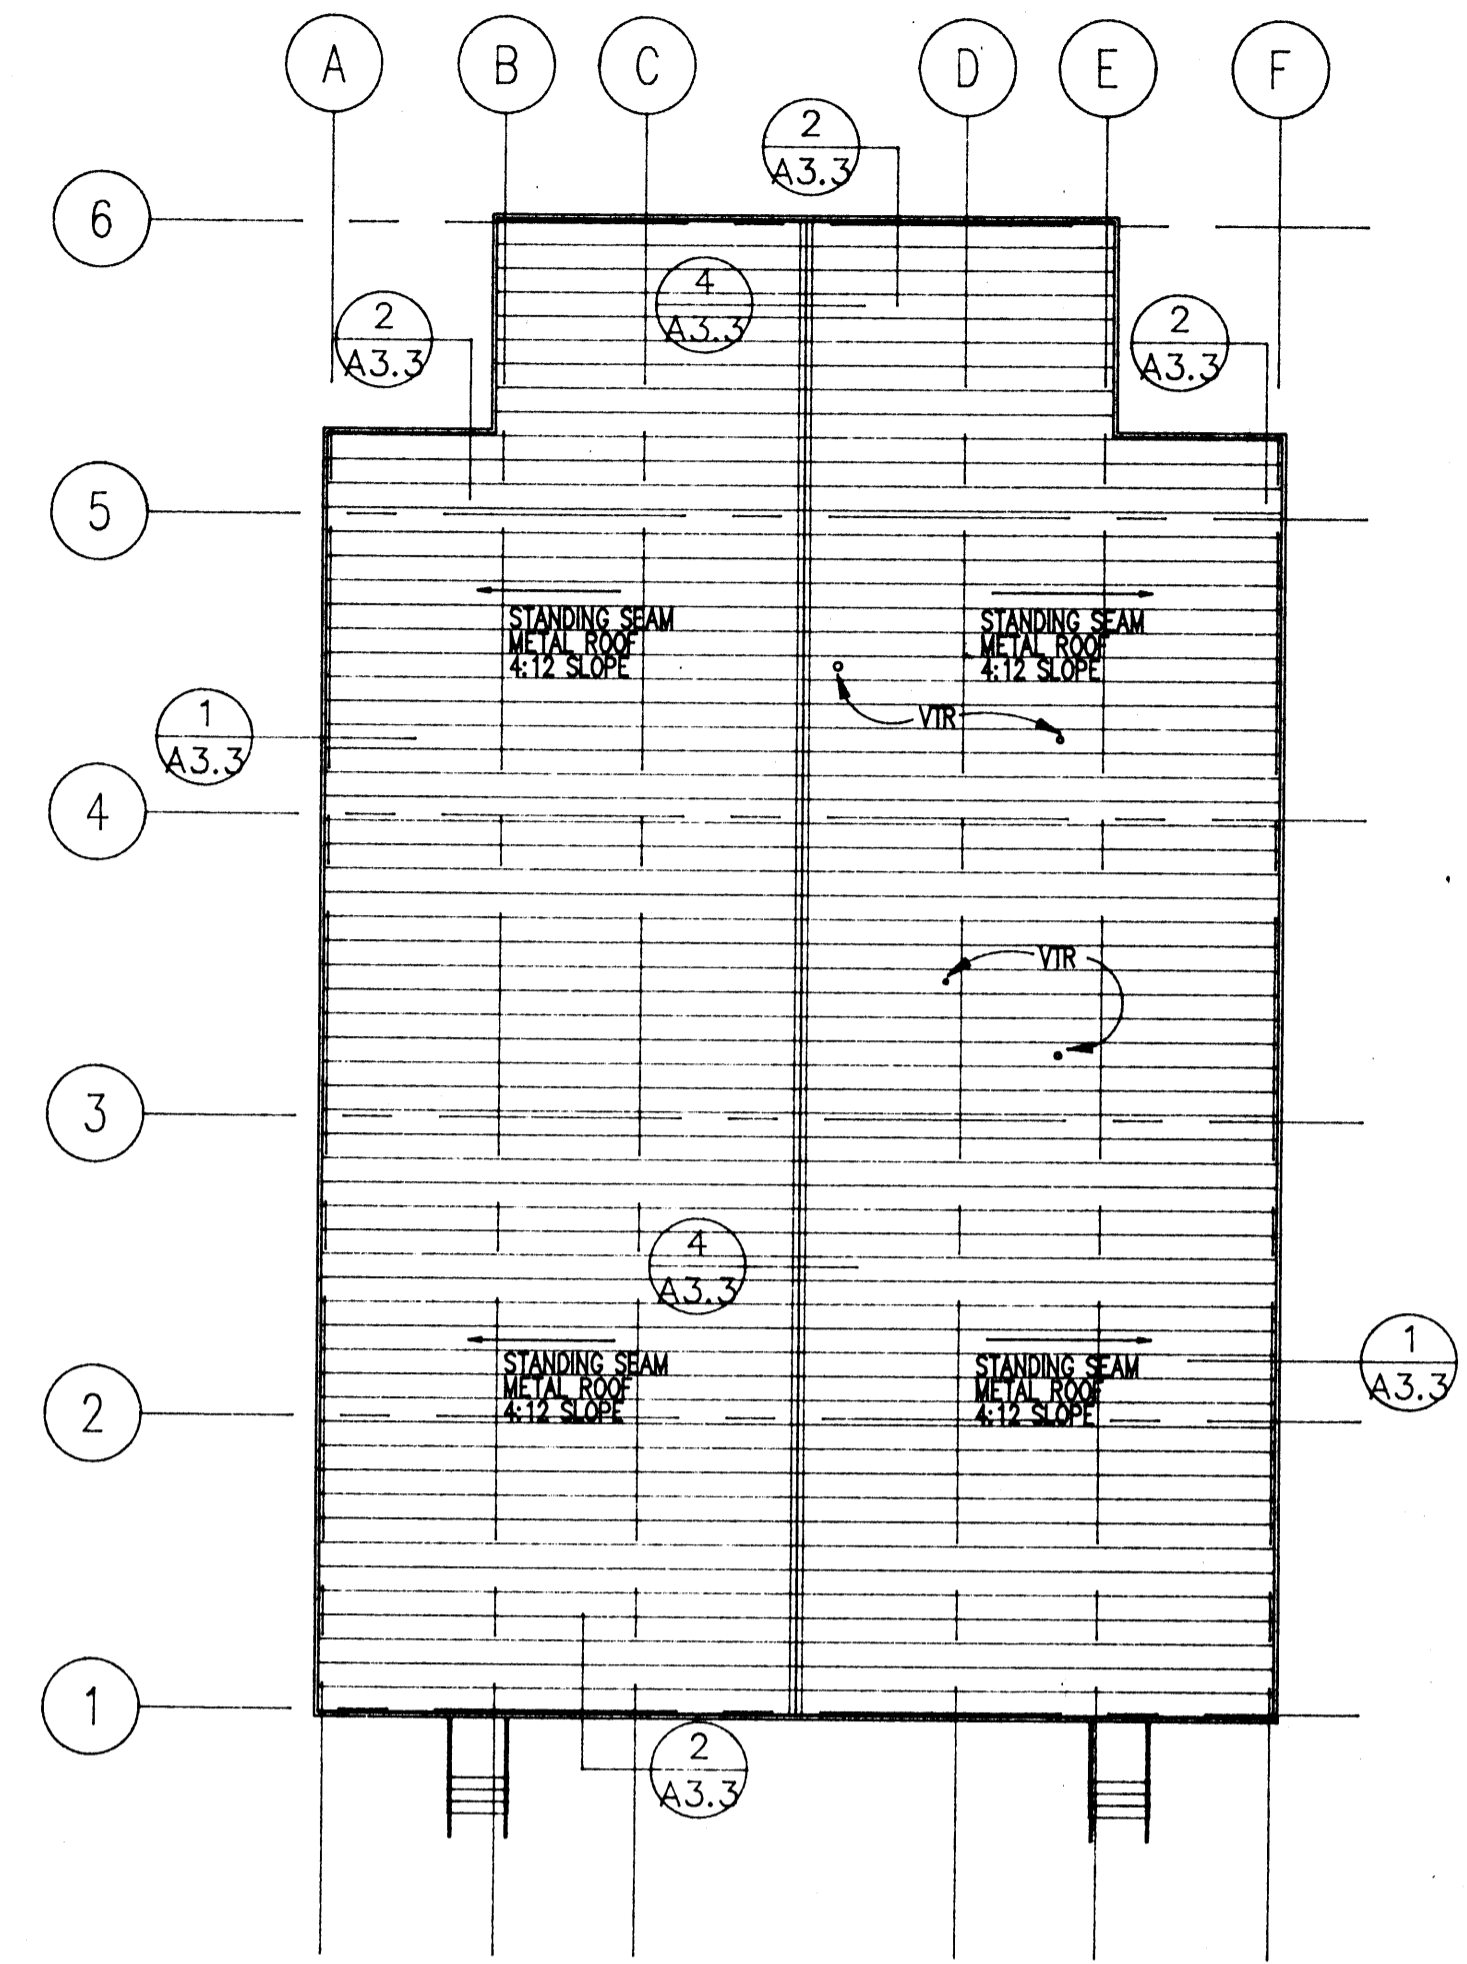 A
B
C
D
E
F
2
A3.3
6
4
A3.3
2
A3.3
2
A3.3
5
STANDING SEAM
METAL ROOF
4:12 SLOPE
STANDING SEAM
METAL ROOF
4:12 SLOPE
1
A3.3
VTR
4
VTR
3
4
A3.3
STANDING SEAM
METAL ROOF
4:12 SLOPE
STANDING SEAM
METAL ROOF
4:12 SLOPE
1
A3.3
2
1
2
A3.3